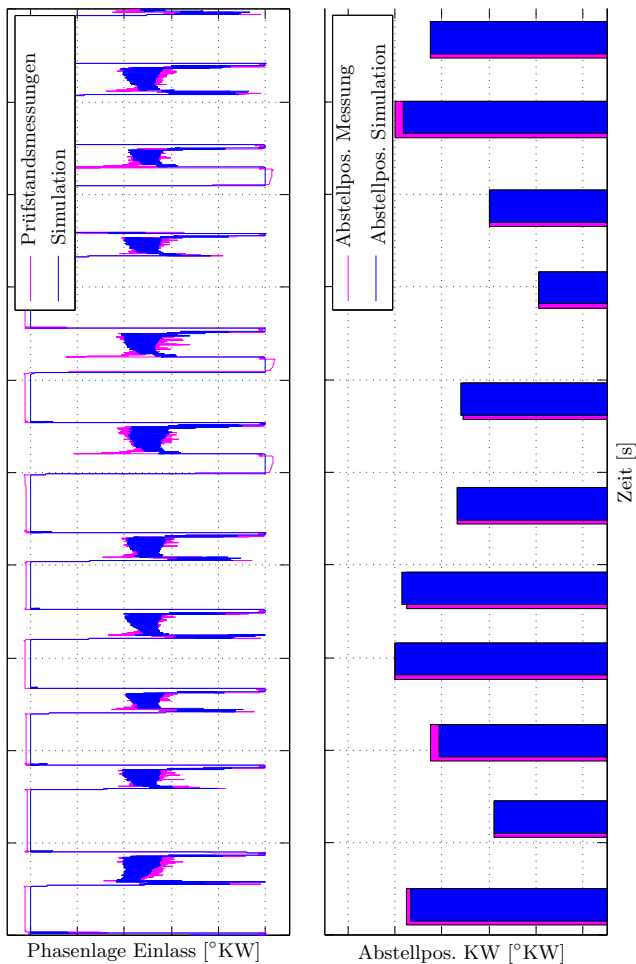 Prüfstandsmessungen
Simulation
Phasenlage Einlass [°KW]
Abstellpos. Messung
Abstellpos. Simulation
Abstellpos. KW [°KW]
Zeit [s]